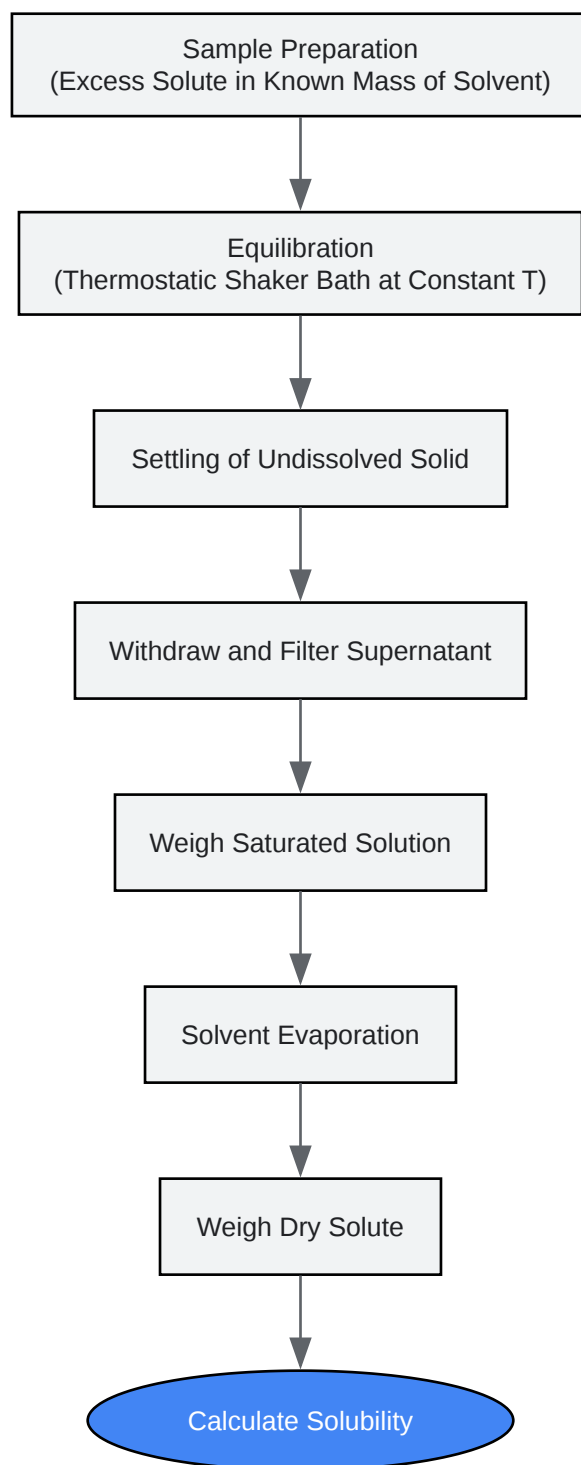 Sample Preparation
(Excess Solute in Known Mass of Solvent)
Equilibration
(Thermostatic Shaker Bath at Constant T)
Settling of Undissolved Solid
Withdraw and Filter Supernatant
Weigh Saturated Solution
Solvent Evaporation
Weigh Dry Solute
Calculate Solubility